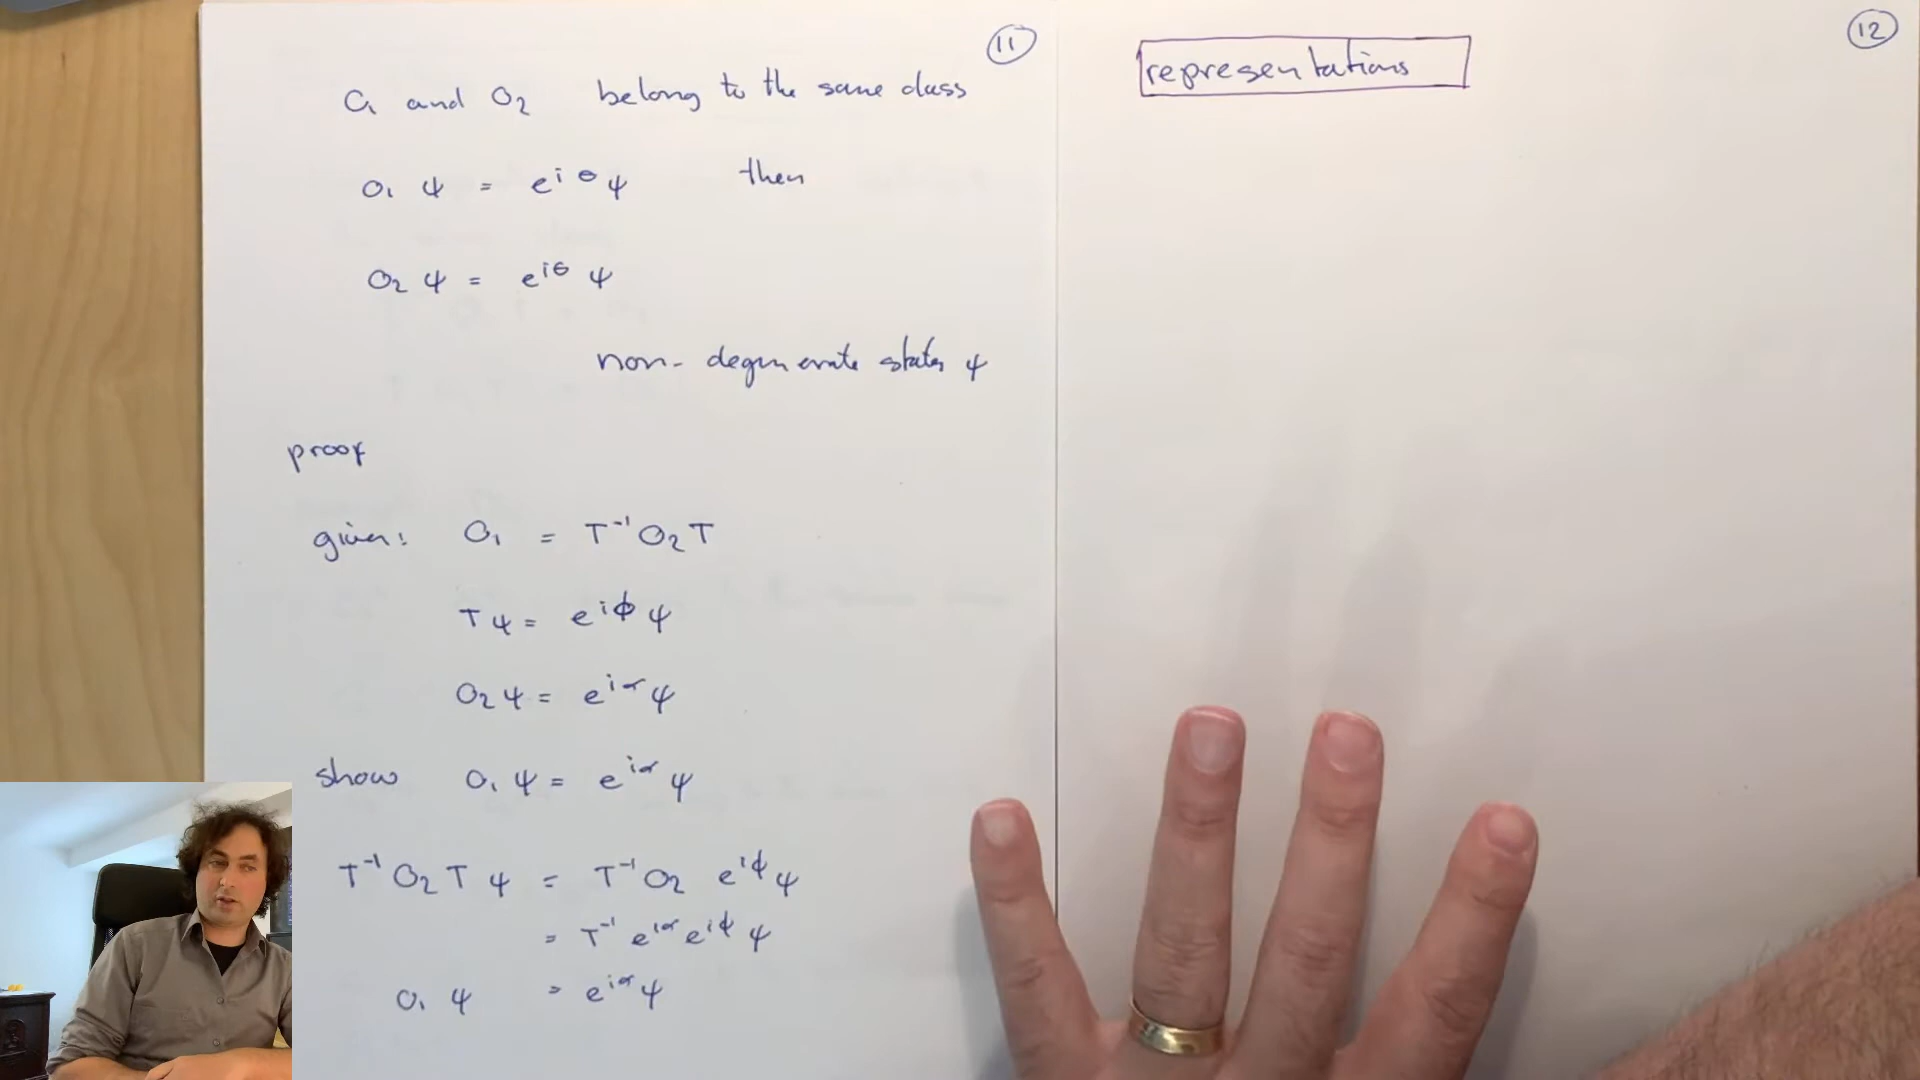 11
O₁ and O₂ belong to the same class
O₁ ψ = e^{iθ} ψ then
O₂ ψ = e^{iθ} ψ
non-degenerate states ψ
proof
given: O₁ = T⁻¹ O₂ T
Tψ = e^{iϕ} ψ
O₂ ψ = e^{iα} ψ
show O₁ ψ = e^{iα} ψ
T⁻¹ O₂ T ψ = T⁻¹ O₂ e^{iϕ} ψ
= T⁻¹ e^{iα} e^{iϕ} ψ
O₁ ψ = e^{iα} ψ
12
representations